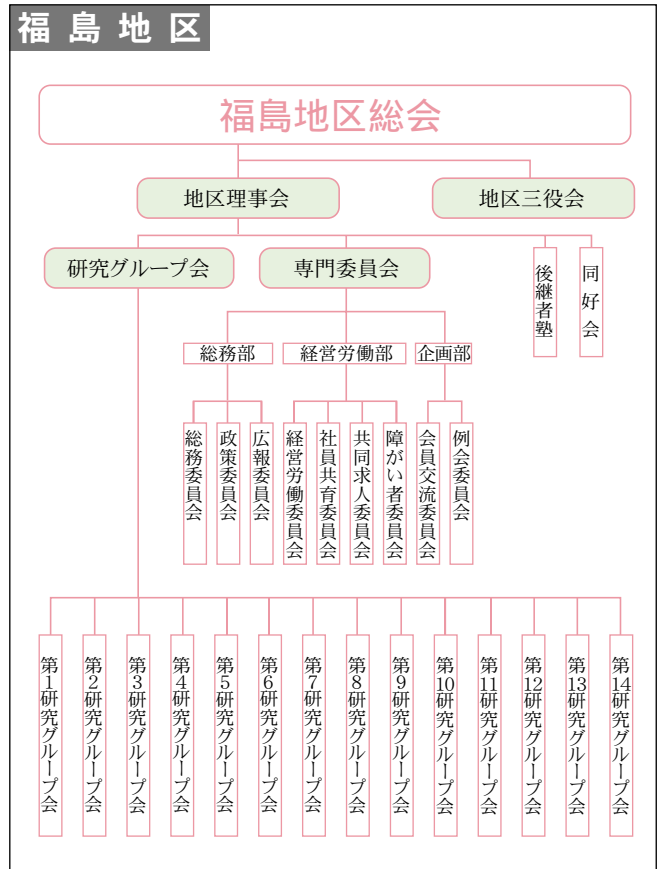 福島地区
福島地区総会
地区理事会
地区三役会
研究グループ会
専門委員会
後継者塾
同好会
総務部
経営労働部
企画部
総務委員会
政策委員会
広報委員会
経営労働委員会
社員共育委員会
共同求人委員会
障がい者委員会
会員交流委員会
例会委員会
第1研究グループ会
第2研究グループ会
第3研究グループ会
第4研究グループ会
第5研究グループ会
第6研究グループ会
第7研究グループ会
第8研究グループ会
第9研究グループ会
第10研究グループ会
第11研究グループ会
第12研究グループ会
第13研究グループ会
第14研究グループ会